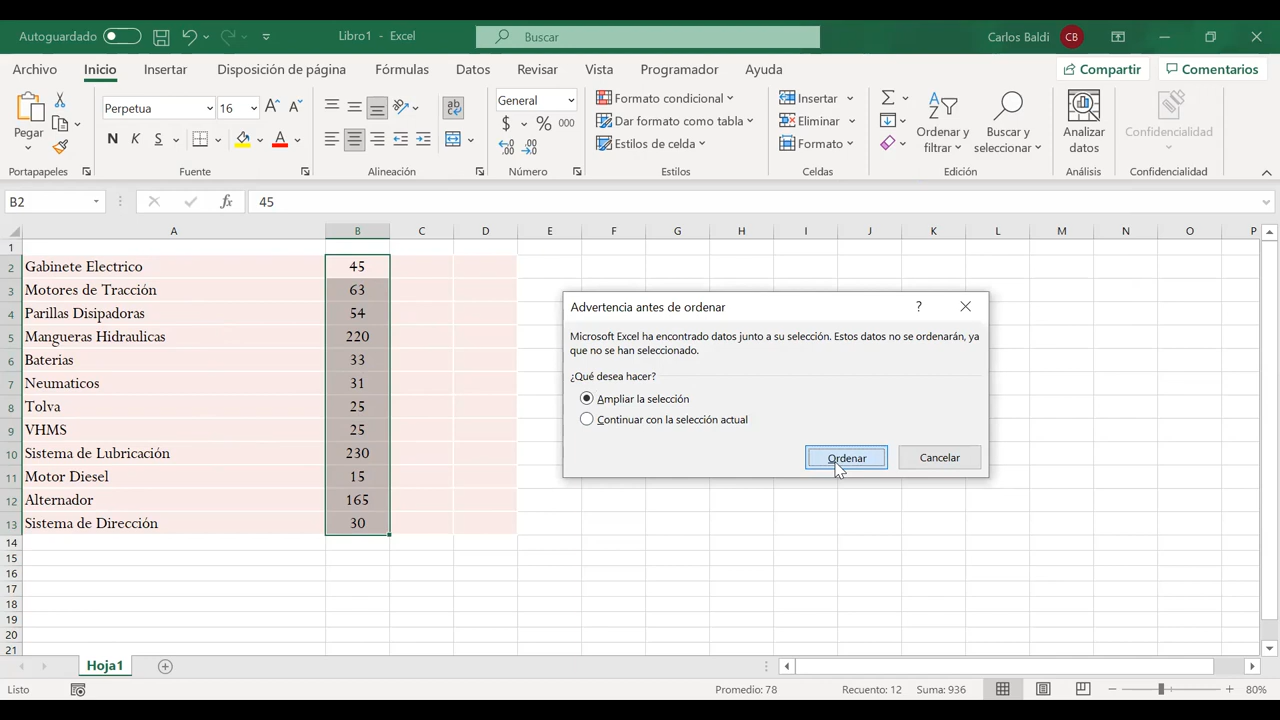 Autoguardado
Libro1 - Excel
Buscar
Carlos Baldi
CB
Archivo
Inicio
Insertar
Disposición de página
Fórmulas
Datos
Revisar
Vista
Programador
Ayuda
Compartir
Comentarios
Pegar
Perpetua
16
N K S
General
$ % 000
Formato condicional
Dar formato como tabla
Estilos de celda
Insertar
Eliminar
Formato
Ordenar y
filtrar
Buscar y
seleccionar
Analizar
datos
Confidencialidad
Portapapeles
Fuente
Alineación
Número
Estilos
Celdas
Edición
Análisis
Confidencialidad
B2
fx
45
A B C D E F G H I J K L M N O P
1
2 Gabinete Electrico 45
3 Motores de Tracción 63
4 Parillas Disipadoras 54
5 Mangueras Hidraulicas 220
6 Baterias 33
7 Neumaticos 31
8 Tolva 25
9 VHMS 25
10 Sistema de Lubricación 230
11 Motor Diesel 15
12 Alternador 165
13 Sistema de Dirección 30
14
15
16
17
18
19
20
21
Advertencia antes de ordenar
?
Microsoft Excel ha encontrado datos junto a su selección. Estos datos no se ordenarán, ya
que no se han seleccionado.
¿Qué desea hacer?
Ampliar la selección
Continuar con la selección actual
Ordenar
Cancelar
Hoja1
Listo
Promedio: 78
Recuento: 12
Suma: 936
80%